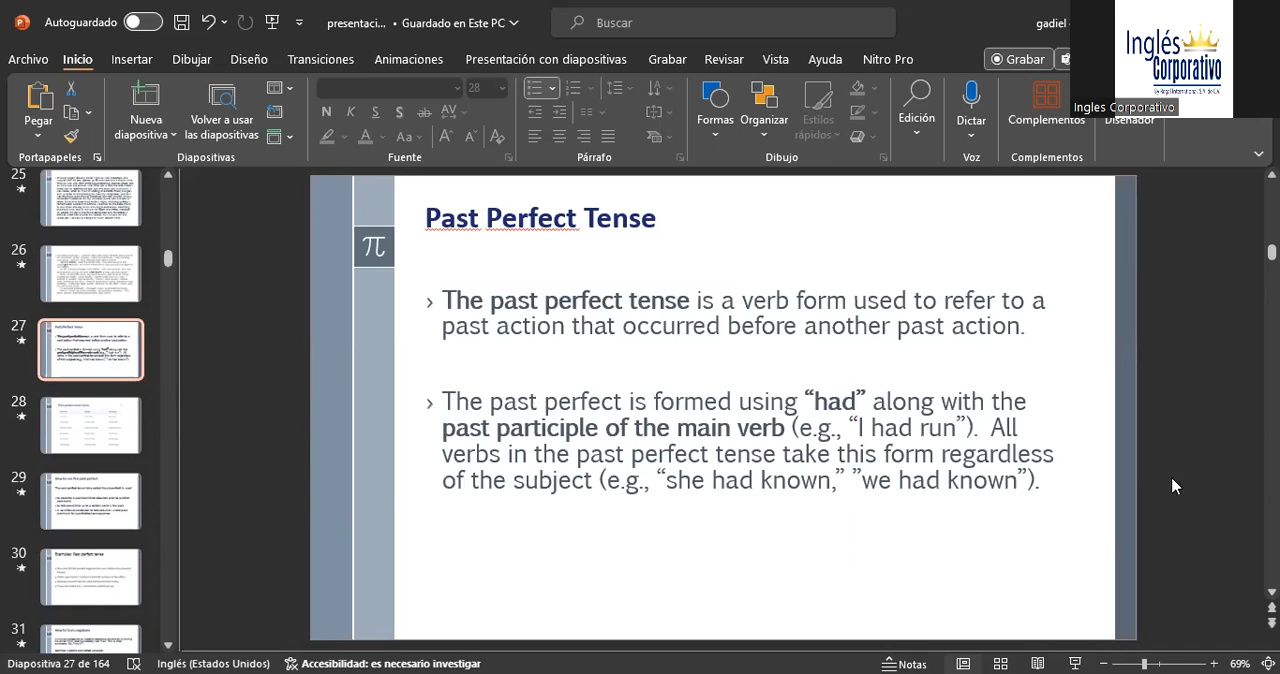 Autoguardado
presentaci... • Guardado en Este PC
Buscar
gadiel
Archivo Inicio Insertar Dibujar Diseño Transiciones Animaciones Presentación con diapositivas Grabar Revisar Vista Ayuda Nitro Pro
Grabar
Inglés
Corporativo
Ingles Corporativo
28
Pegar
Nueva diapositiva
Volver a usar las diapositivas
Formas
Organizar
Estilos rápidos
Edición
Dictar
Complementos
Diseñador
Portapapeles
Diapositivas
Fuente
Párrafo
Dibujo
Voz
Complementos
25
26
27
28
29
30
31
Past Perfect Tense
π
› The past perfect tense is a verb form used to refer to a
past action that occurred before another past action.
› The past perfect is formed using “had” along with the
past participle of the main verb (e.g., “I had run”).  All
verbs in the past perfect tense take this form regardless
of the subject (e.g., “she had known,” ”we had known”).
Diapositiva 27 de 164
Inglés (Estados Unidos)
Accesibilidad: es necesario investigar
Notas
69%